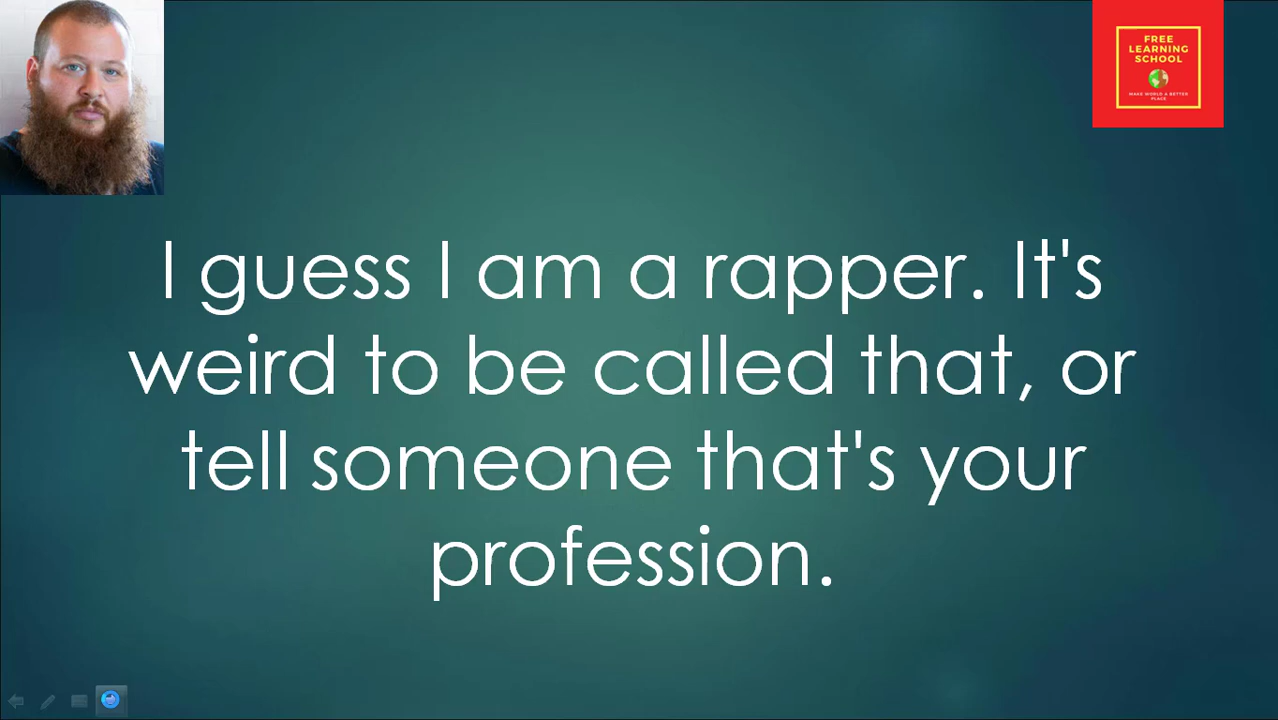 FREE
LEARNING
SCHOOL
MAKE WORLD A BETTER
PLACE
I guess I am a rapper. It's
weird to be called that, or
tell someone that's your
profession.